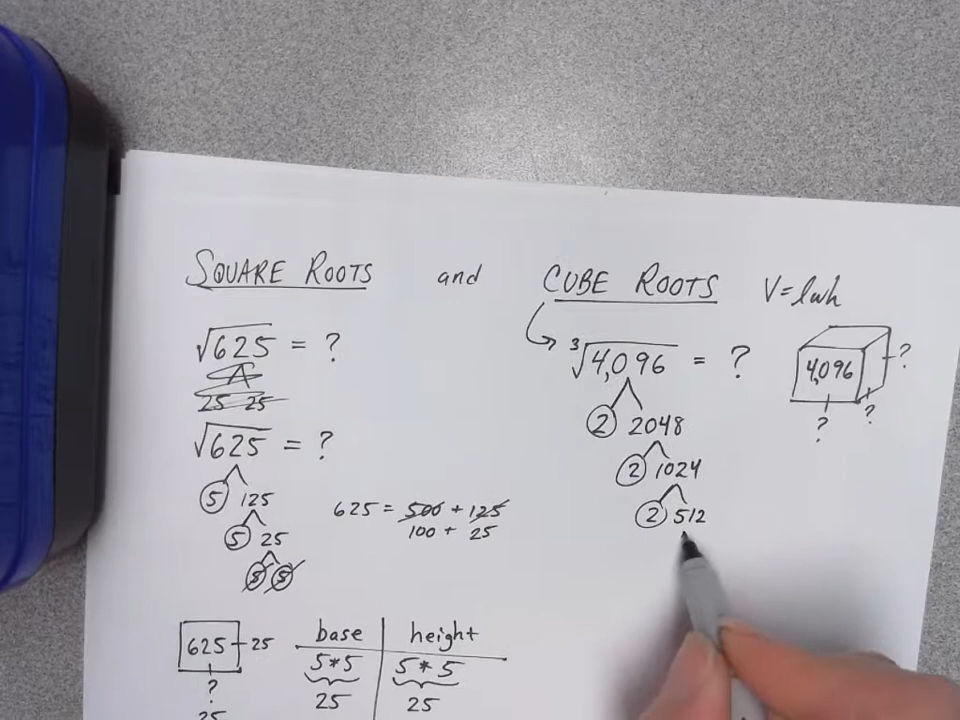 SQUARE ROOTS and CUBE ROOTS V=lwh
√625 = ?
25 25
√625 = ?
5 125
5 25
5 5
625 = 500 + 125
100 + 25
625 25
?
25
base height
5*5 5*5
25 25
³√4,096 = ?
2 2048
2 1024
2 512
4,096 ?
?
?